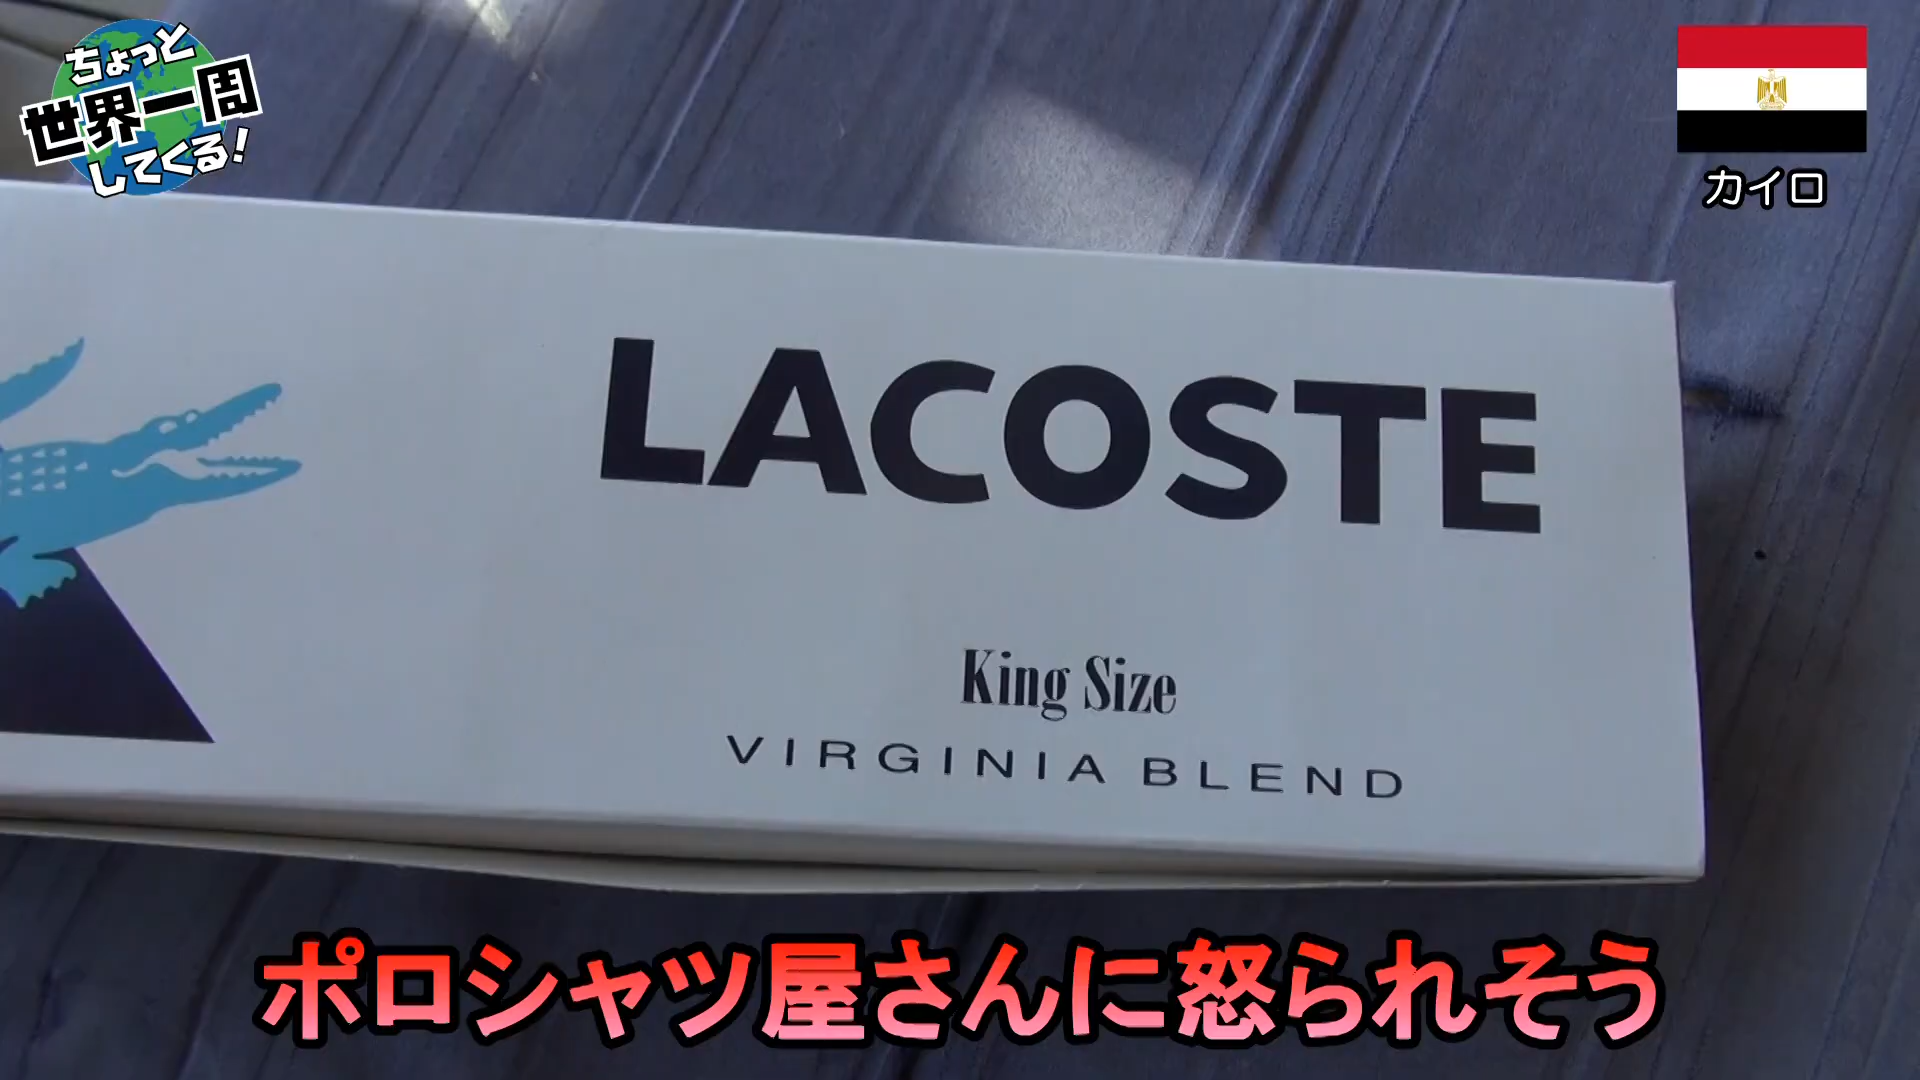 ちょっと
世界一周
してくる!
カイロ
LACOSTE
King Size
VIRGINIA BLEND
ポロシャツ屋さんに怒られそう